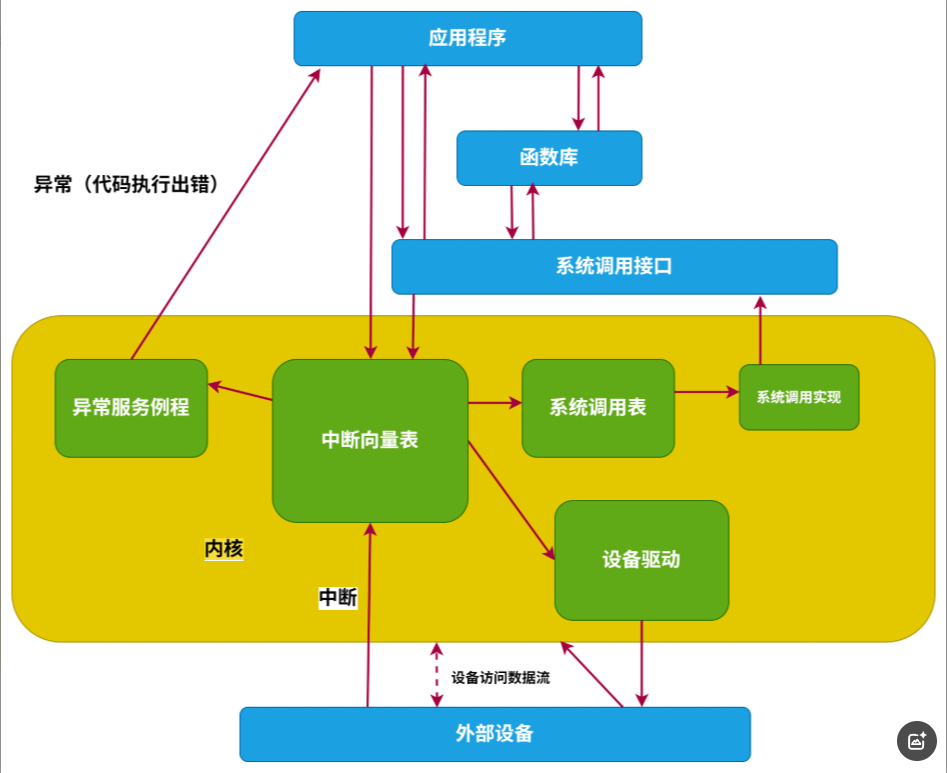 应用程序
函数库
异常（代码执行出错）
系统调用接口
异常服务例程
中断向量表
系统调用表
系统调用实现
内核
设备驱动
中断
设备访问数据流
外部设备